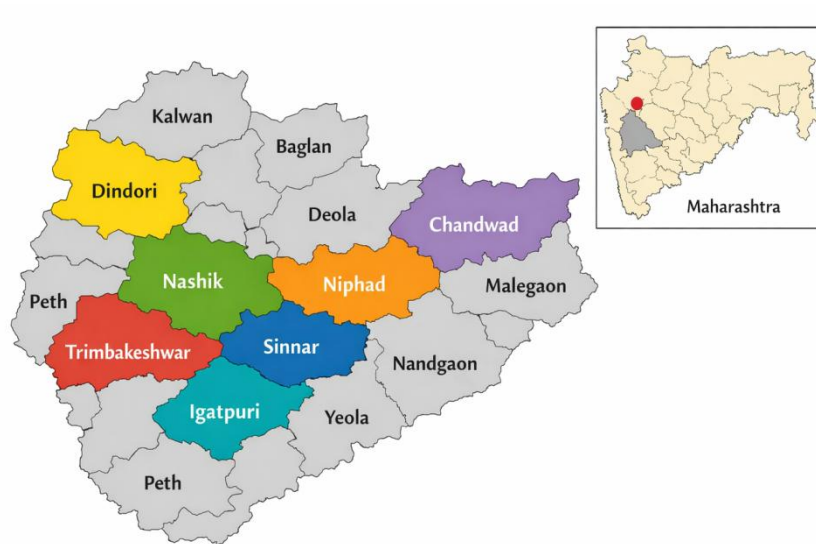 Kalwan
Baglan
Dindori
Deola
Chandwad
Maharashtra
Nashik
Niphad
Peth
Malegaon
Trimbakeshwar
Sinnar
Nandgaon
Igatpuri
Yeola
Peth